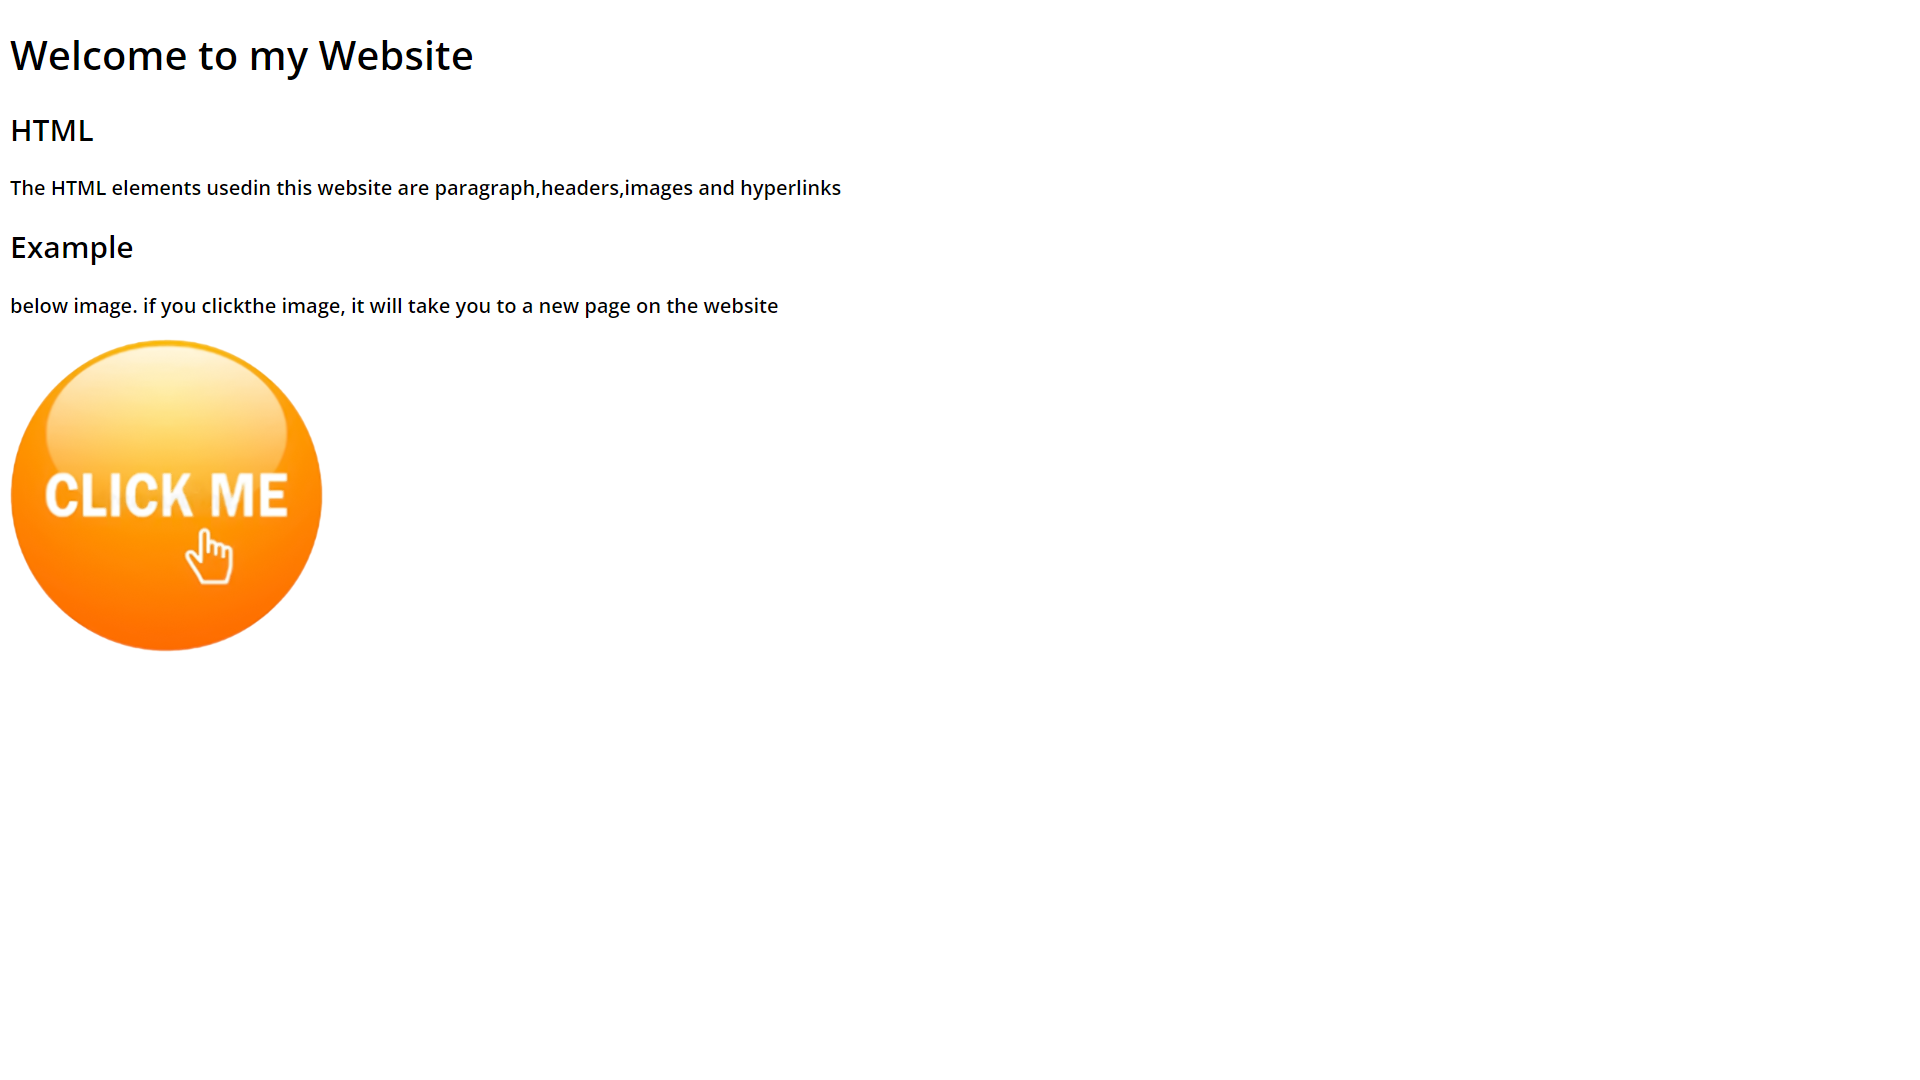 Welcome to my Website
HTML
The HTML elements usedin this website are paragraph,headers,images and hyperlinks
Example
below image. if you clickthe image, it will take you to a new page on the website
CLICK ME